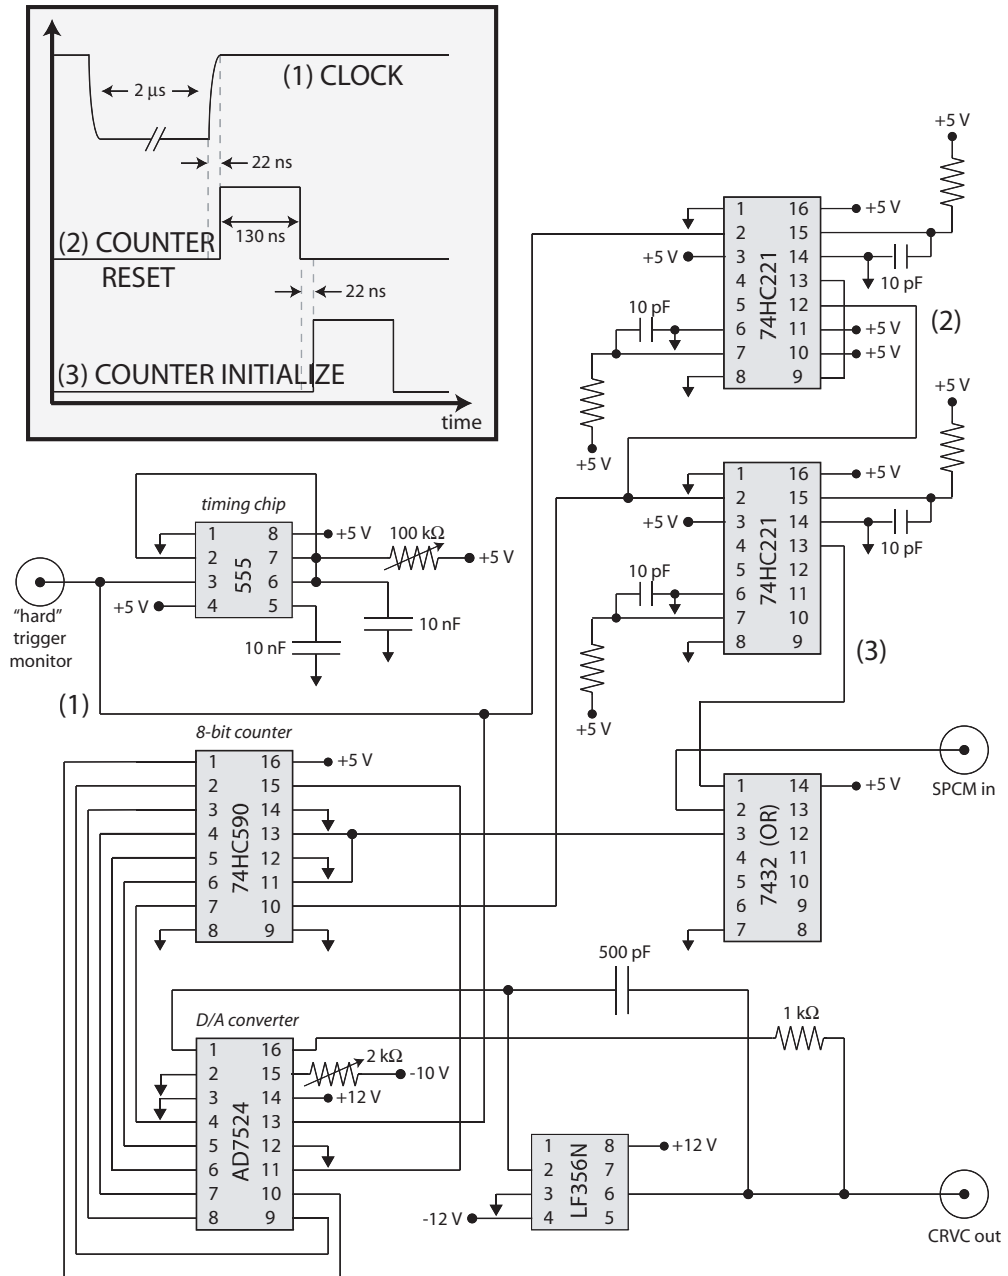 (1) CLOCK
2 μs
22 ns
(2) COUNTER
RESET
130 ns
22 ns
(3) COUNTER INITIALIZE
time
+5 V
74HC221
1 16 +5 V
2 15
+5 V 3 14
10 pF
4 13
5 12
(2)
10 pF
6 11 +5 V
7 10 +5 V
8 9
+5 V
+5 V
74HC221
1 16 +5 V
2 15
+5 V 3 14
10 pF
4 13
5 12
10 pF
6 11
7 10
8 9
(3)
+5 V
timing chip
555
1 8 +5 V
2 7
100 kΩ
+5 V
3 6
+5 V 4 5
10 nF
10 nF
"hard"
trigger
monitor
(1)
8-bit counter
74HC590
1 16 +5 V
2 15
3 14
4 13
5 12
6 11
7 10
8 9
SPCM in
7432 (OR)
1 14 +5 V
2 13
3 12
4 11
5 10
6 9
7 8
500 pF
1 kΩ
D/A converter
AD7524
1 16
2 15
2 kΩ
-10 V
3 14 +12 V
4 13
5 12
6 11
7 10
8 9
LF356N
1 8 +12 V
2 7
3 6
-12 V 4 5
CRVC out